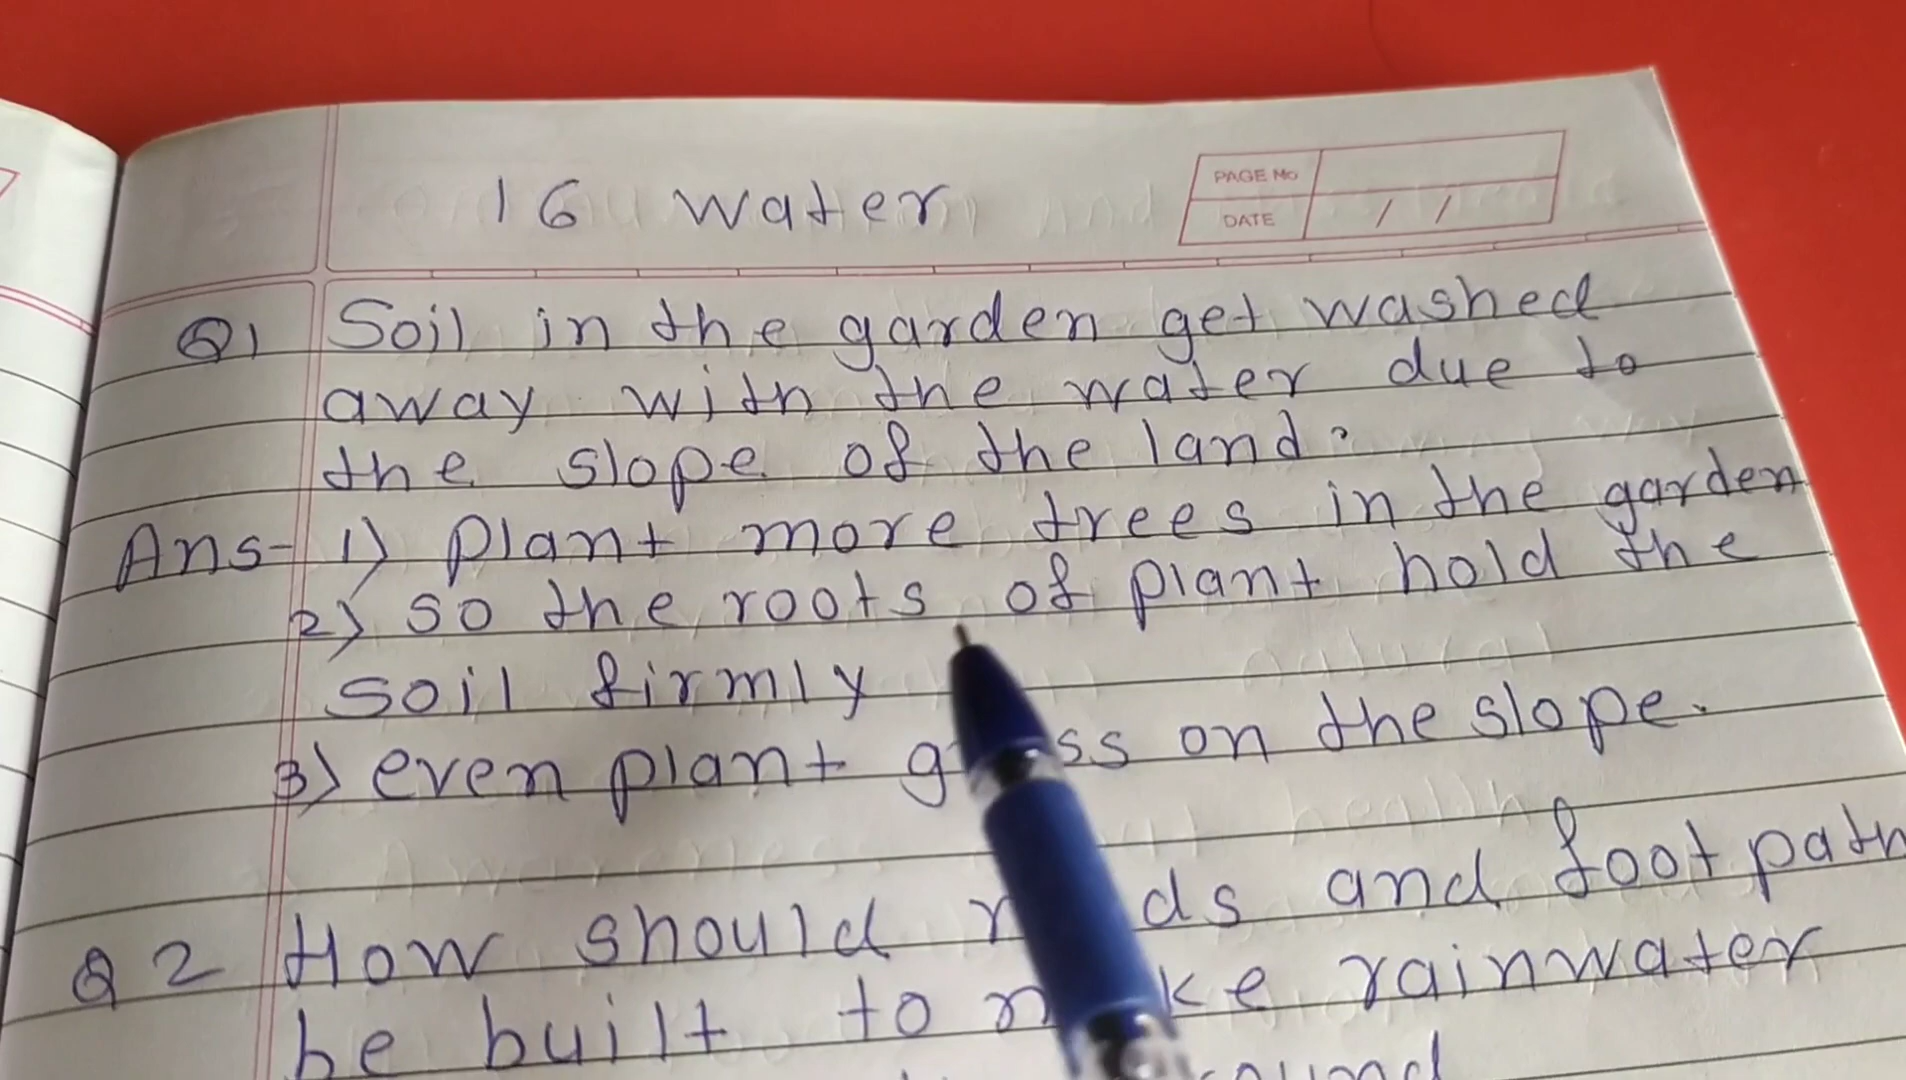 16 water
PAGE No
DATE / /
Q1 Soil in the garden get washed
away with the water due to
the slope of the land?
Ans- 1) plant more trees in the garden
2) so the roots of plant hold the
soil firmly
3) even plant on the slope.
Q2 How should and foot path
be built to rainwater